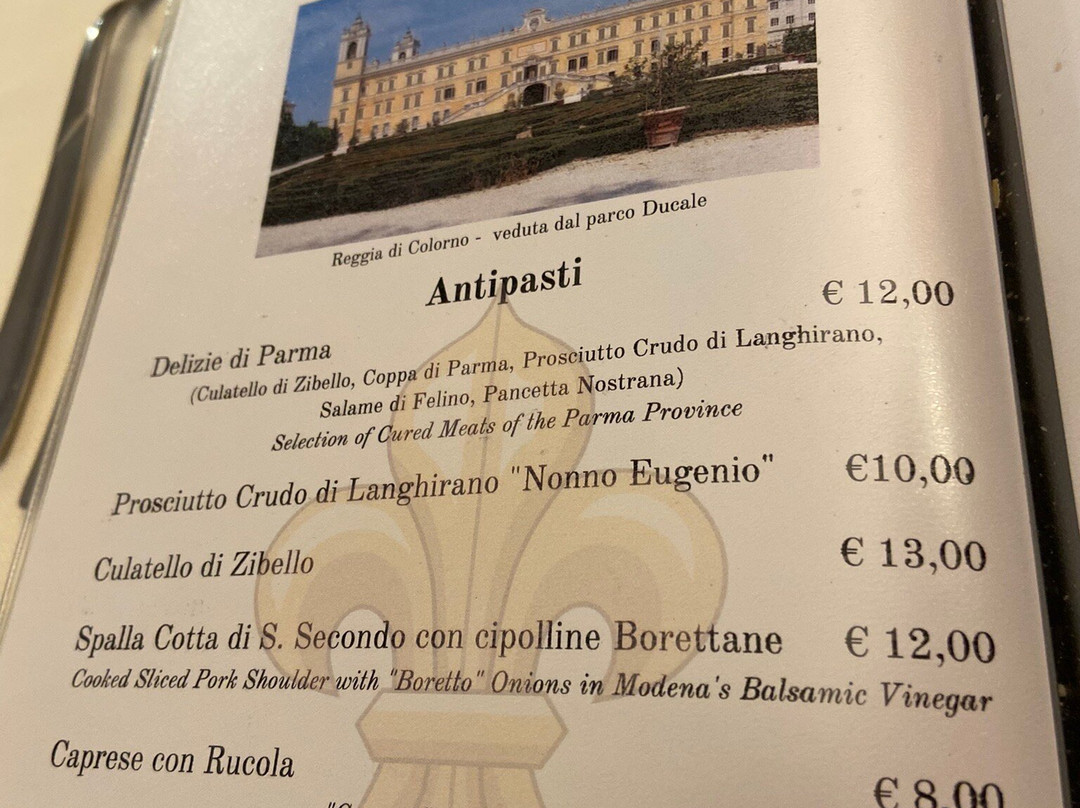 Reggia di Colorno - veduta dal parco Ducale
Antipasti
Delizie di Parma € 12,00
(Culatello di Zibello, Coppa di Parma, Prosciutto Crudo di Langhirano,
Salame di Felino, Pancetta Nostrana)
Selection of Cured Meats of the Parma Province
Prosciutto Crudo di Langhirano "Nonno Eugenio" €10,00
Culatello di Zibello € 13,00
Spalla Cotta di S. Secondo con cipolline Borettane € 12,00
Cooked Sliced Pork Shoulder with "Boretto" Onions in Modena's Balsamic Vinegar
Caprese con Rucola € 8,00